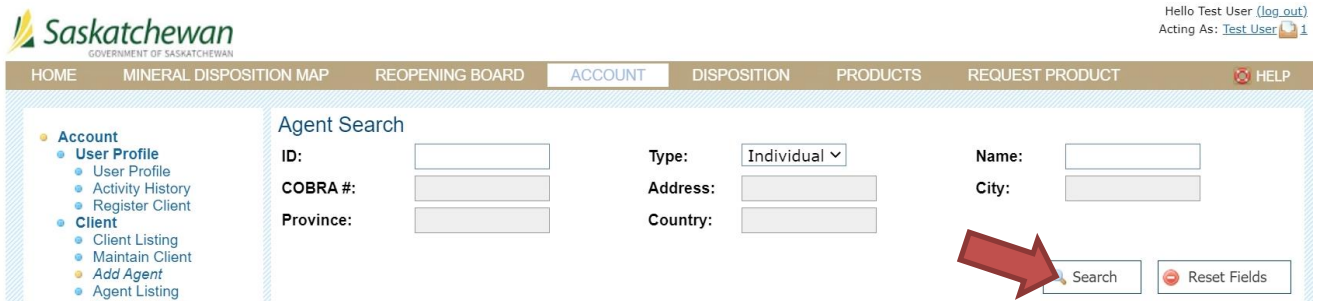 Hello Test User (log out)
Acting As: Test User 1
Saskatchewan
GOVERNMENT OF SASKATCHEWAN
HOME MINERAL DISPOSITION MAP REOPENING BOARD ACCOUNT DISPOSITION PRODUCTS REQUEST PRODUCT HELP
Account
User Profile
User Profile
Activity History
Register Client
Client
Client Listing
Maintain Client
Add Agent
Agent Listing
Agent Search
ID: Type: Individual Name:
COBRA #: Address: City:
Province: Country:
Search Reset Fields